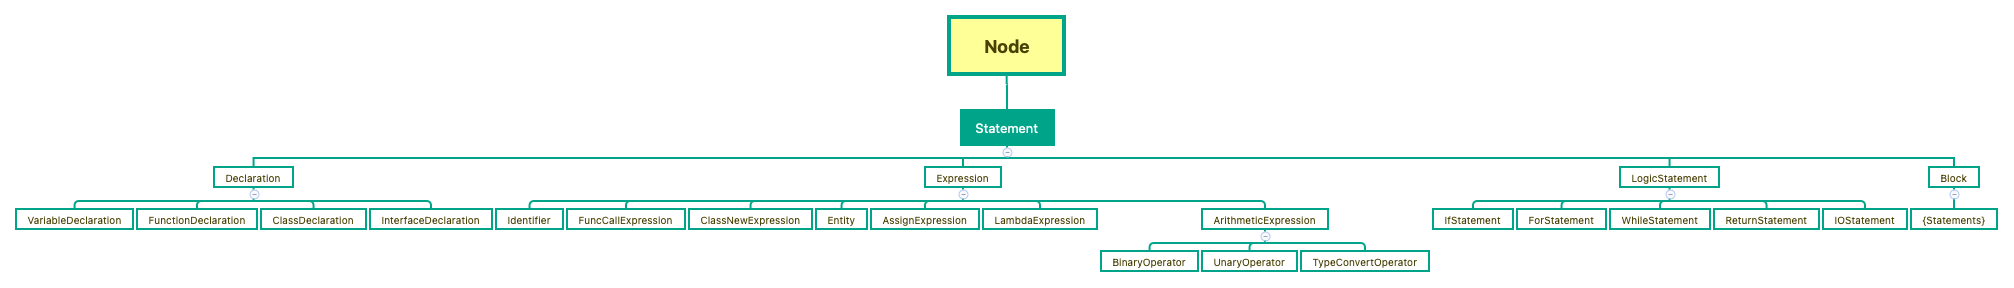 Node
Statement
Declaration
Expression
LogicStatement
Block
VariableDeclaration
FunctionDeclaration
ClassDeclaration
InterfaceDeclaration
Identifier
FuncCallExpression
ClassNewExpression
Entity
AssignExpression
LambdaExpression
ArithmeticExpression
IfStatement
ForStatement
WhileStatement
ReturnStatement
IOStatement
{Statements}
BinaryOperator
UnaryOperator
TypeConvertOperator